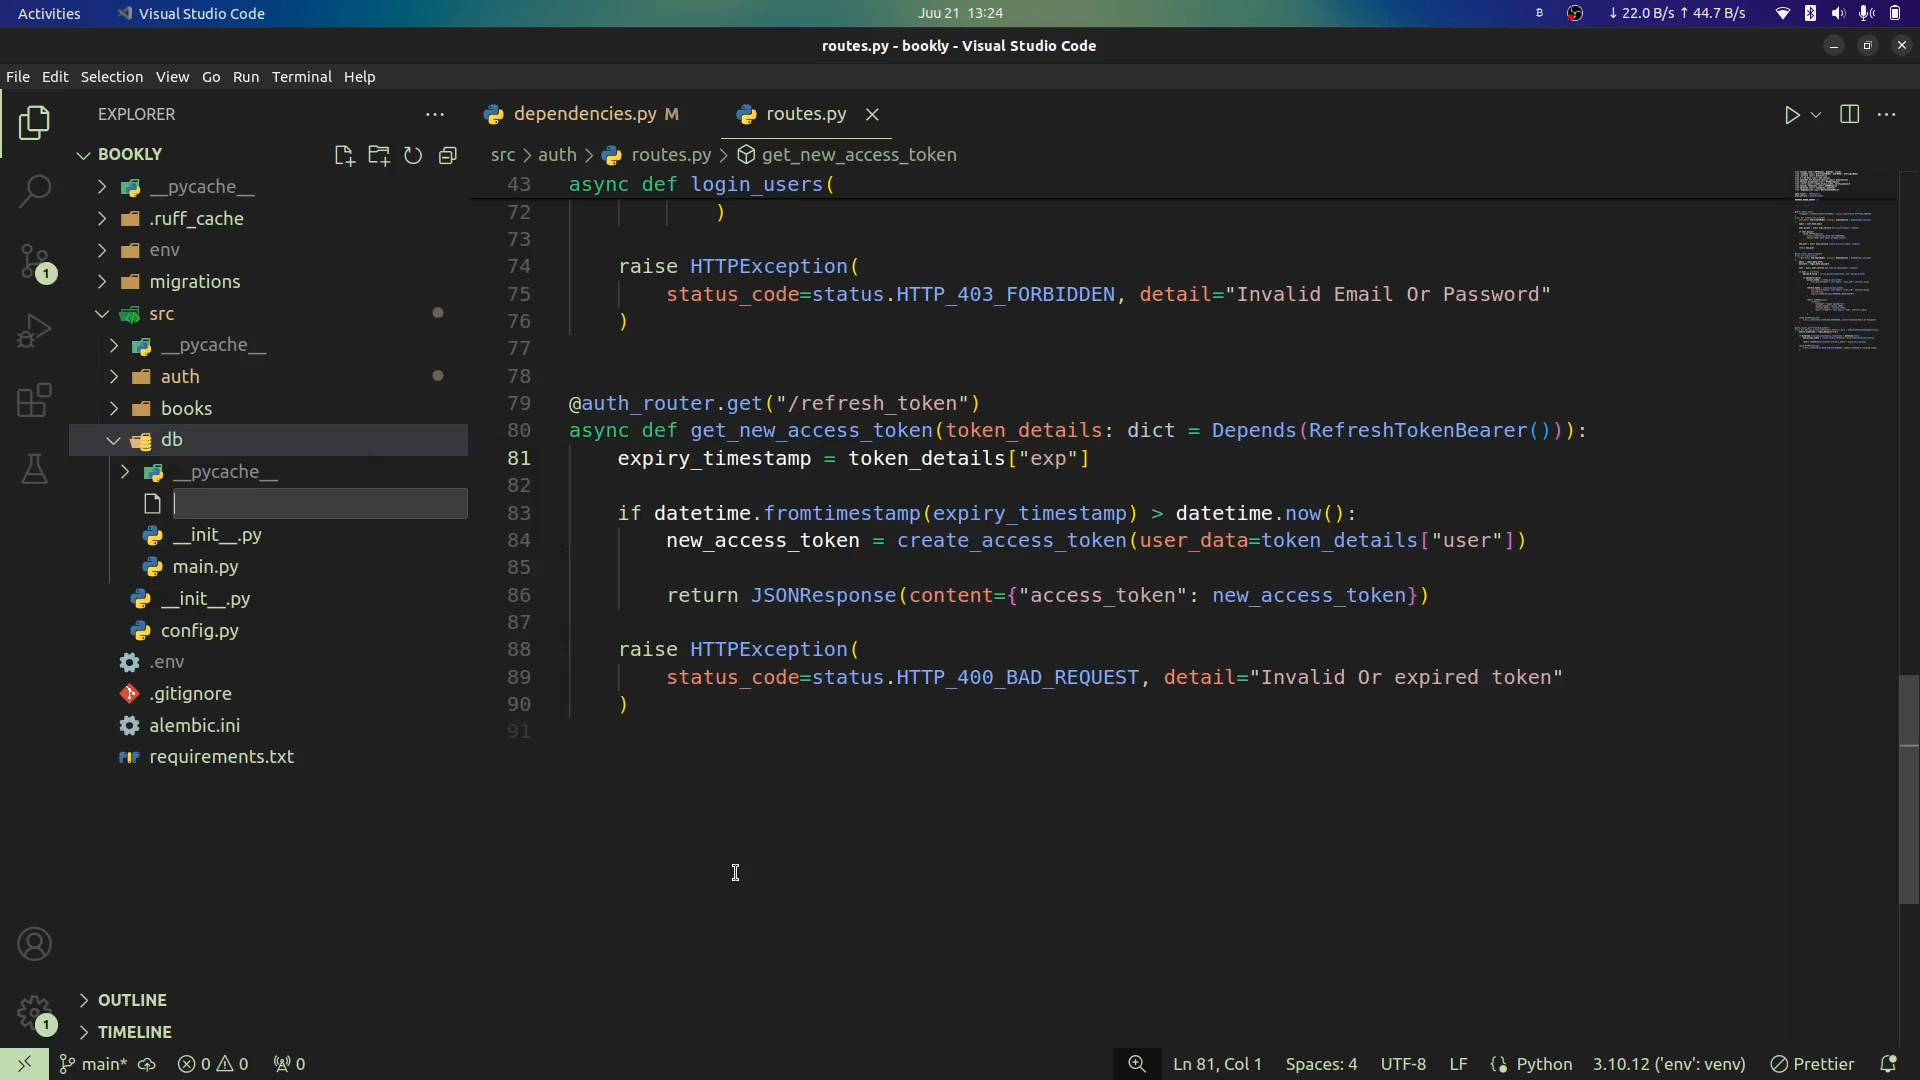 Activities Visual Studio Code Juu 21 13:24 ↓ 22.0 B/s ↑ 44.7 B/s
routes.py - bookly - Visual Studio Code
File Edit Selection View Go Run Terminal Help
EXPLORER ··· dependencies.py M routes.py
BOOKLY src > auth > routes.py > get_new_access_token
__pycache__
.ruff_cache
env
migrations
src
__pycache__
auth
books
db
__pycache__
__init__.py
main.py
__init__.py
config.py
.env
.gitignore
alembic.ini
requirements.txt
OUTLINE
TIMELINE
43 async def login_users(
72 )
73
74 raise HTTPException(
75 status_code=status.HTTP_403_FORBIDDEN, detail="Invalid Email Or Password"
76 )
77
78
79 @auth_router.get("/refresh_token")
80 async def get_new_access_token(token_details: dict = Depends(RefreshTokenBearer())):
81 expiry_timestamp = token_details["exp"]
82
83 if datetime.fromtimestamp(expiry_timestamp) > datetime.now():
84 new_access_token = create_access_token(user_data=token_details["user"])
85
86 return JSONResponse(content={"access_token": new_access_token})
87
88 raise HTTPException(
89 status_code=status.HTTP_400_BAD_REQUEST, detail="Invalid Or expired token"
90 )
91
1
1
main* 0 0 0 Ln 81, Col 1 Spaces: 4 UTF-8 LF Python 3.10.12 ('env': venv) Prettier